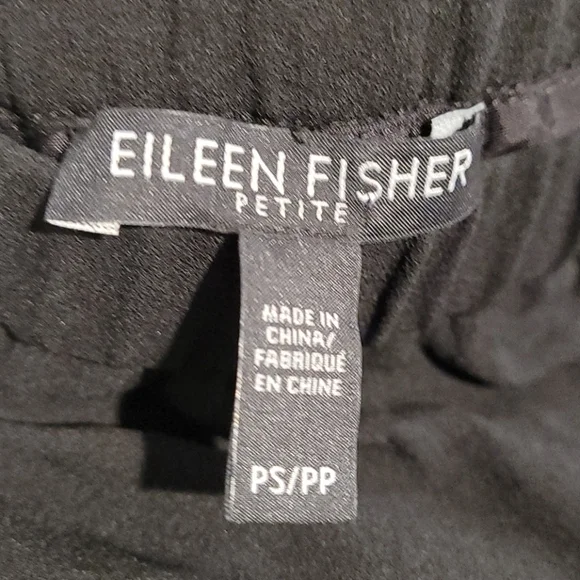 EILEEN FISHER
PETITE
MADE IN
CHINA/
FABRIQUÉ
EN CHINE
PS/PP